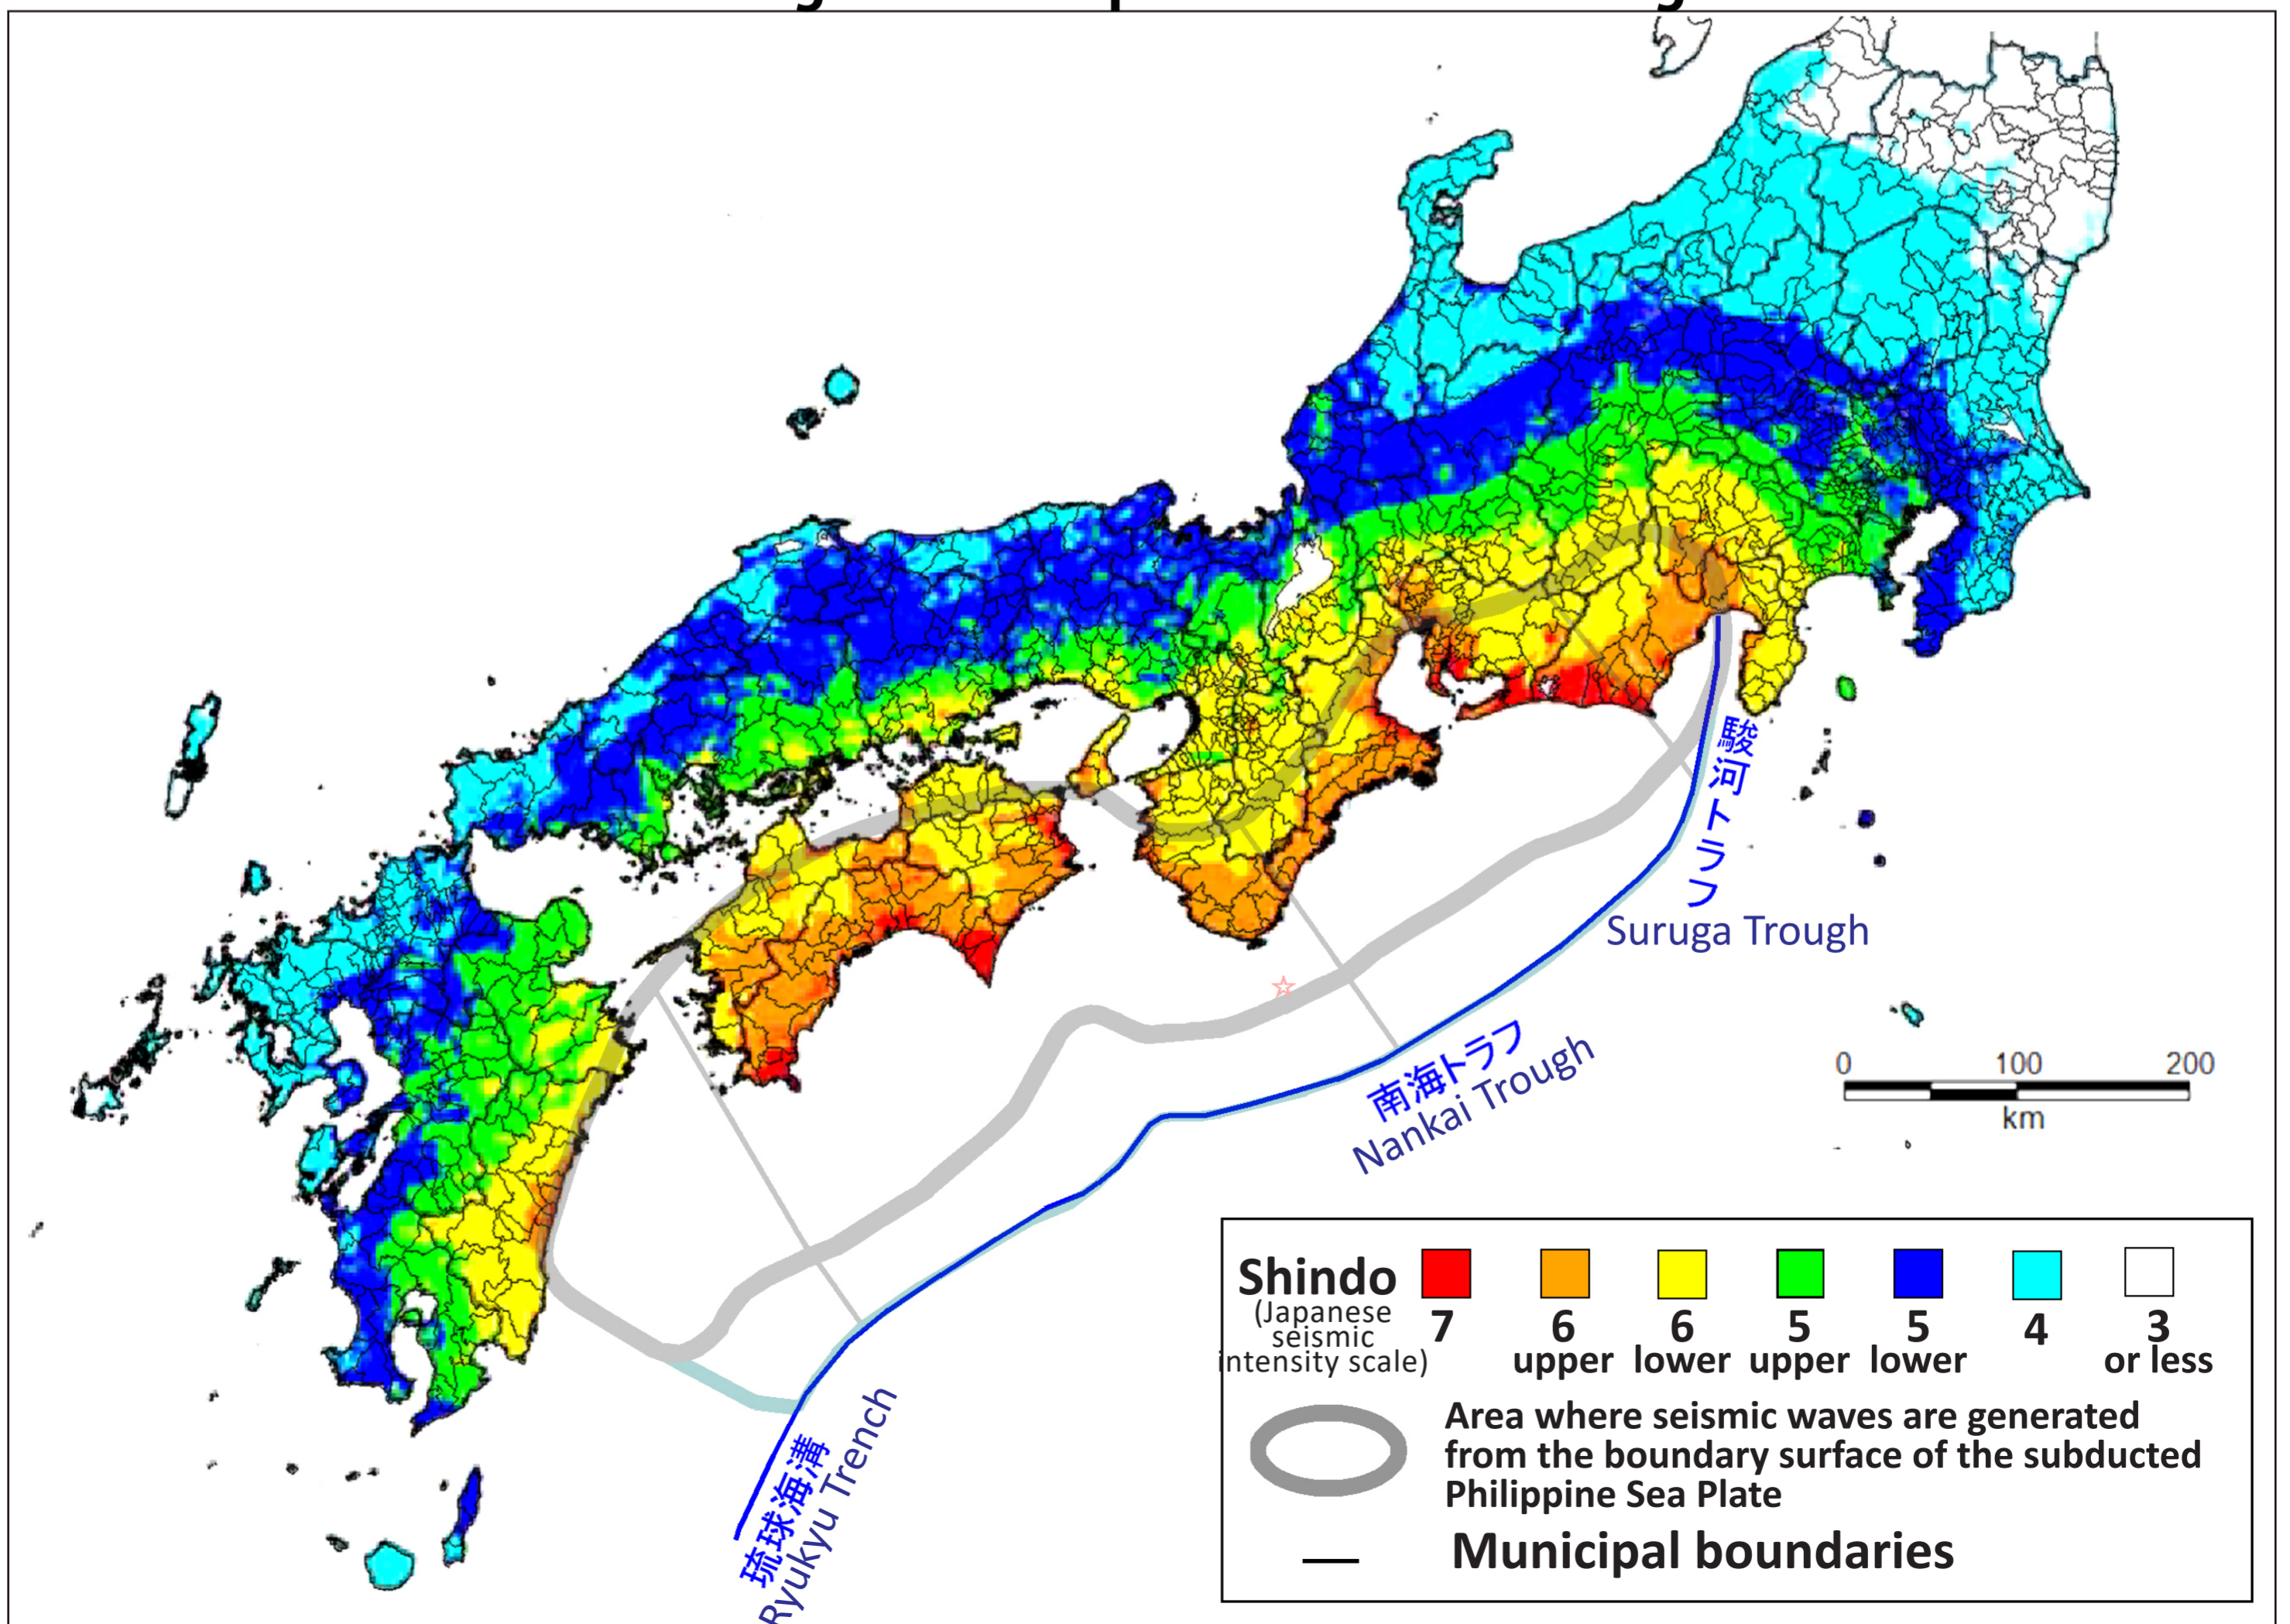 駿河トラフ
Suruga Trough
南海トラフ
Nankai Trough
0 100 200
km
琉球海溝
Ryukyu Trench
Shindo
(Japanese
seismic
intensity scale)
7
6
upper
6
lower
5
upper
5
lower
4
3
or less
Area where seismic waves are generated
from the boundary surface of the subducted
Philippine Sea Plate
Municipal boundaries